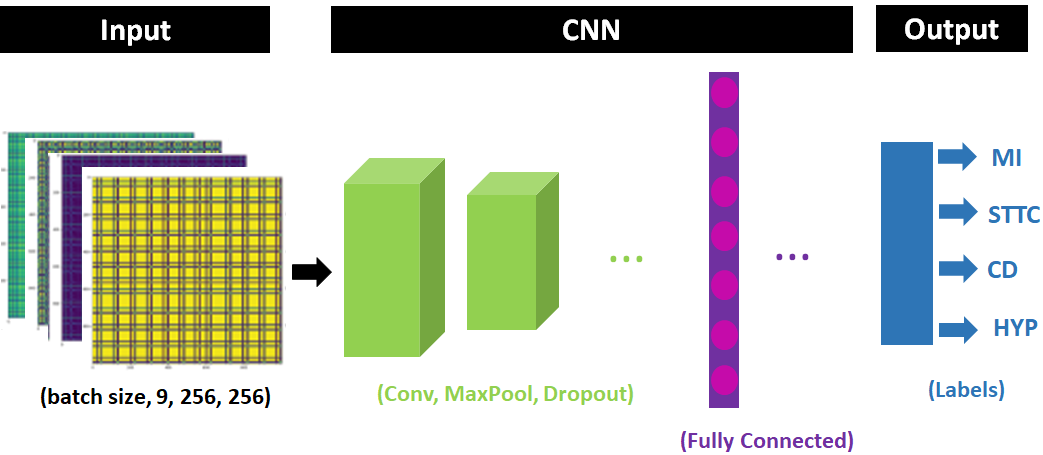 Input
CNN
Output
MI
STTC
CD
HYP
(batch size, 9, 256, 256)
(Conv, MaxPool, Dropout)
(Labels)
(Fully Connected)